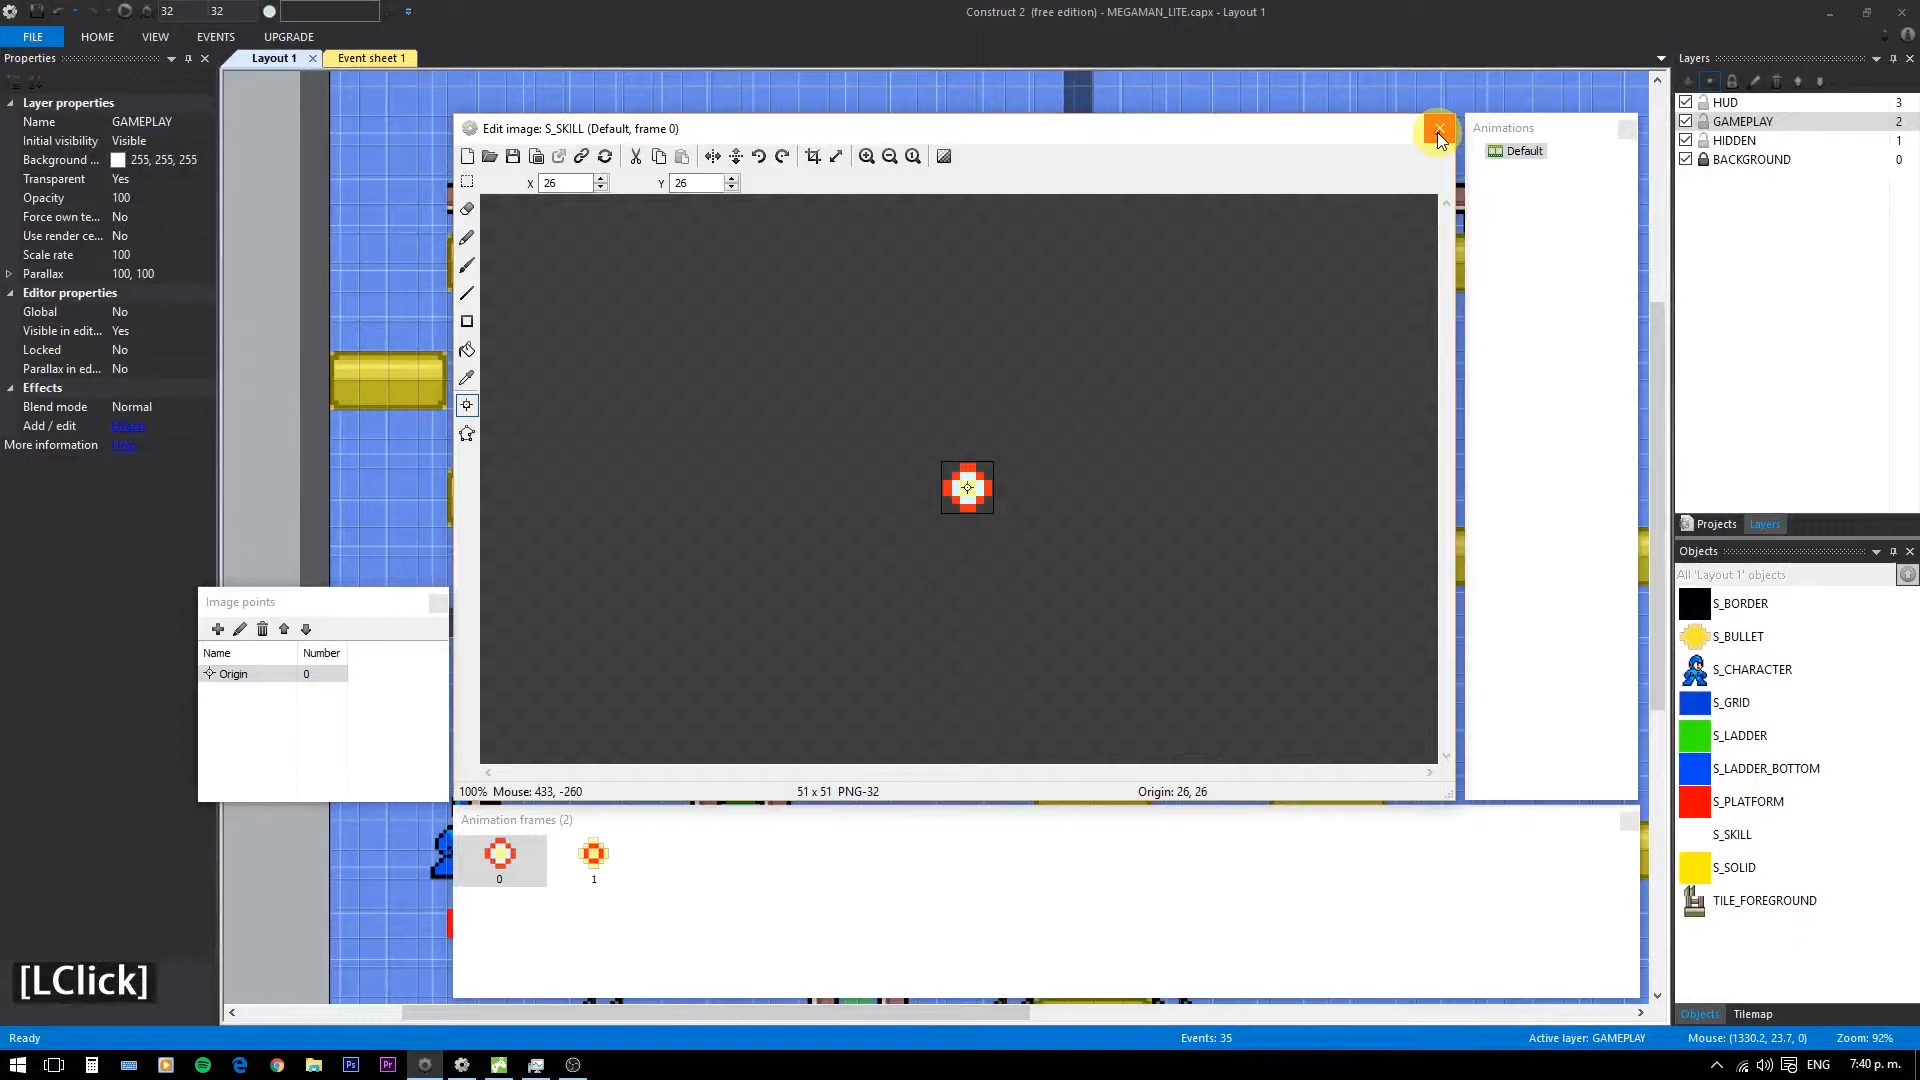 32 32
Construct 2 (free edition) - MEGAMAN_LITE.capx - Layout 1
FILE HOME VIEW EVENTS UPGRADE
Properties
Layout 1
Event sheet 1
Layer properties
Name GAMEPLAY
Initial visibility Visible
Background ... 255, 255, 255
Transparent Yes
Opacity 100
Force own te... No
Use render ce... No
Scale rate 100
Parallax 100, 100
Editor properties
Global No
Visible in edit... Yes
Locked No
Parallax in ed... No
Effects
Blend mode Normal
Add / edit Effects
More information Help
Edit image: S_SKILL (Default, frame 0)
X 26 Y 26
100% Mouse: 433, -260 51 x 51 PNG-32 Origin: 26, 26
Image points
Name Number
Origin 0
Animations
Default
Animation frames (2)
0 1
Layers
HUD 3
GAMEPLAY 2
HIDDEN 1
BACKGROUND 0
Projects Layers
Objects
All 'Layout 1' objects
S_BORDER
S_BULLET
S_CHARACTER
S_GRID
S_LADDER
S_LADDER_BOTTOM
S_PLATFORM
S_SKILL
S_SOLID
TILE_FOREGROUND
Objects Tilemap
[LClick]
Ready Events: 35 Active layer: GAMEPLAY Mouse: (1330.2, 23.7, 0) Zoom: 92%
Ps Pr ENG 7:40 p. m.